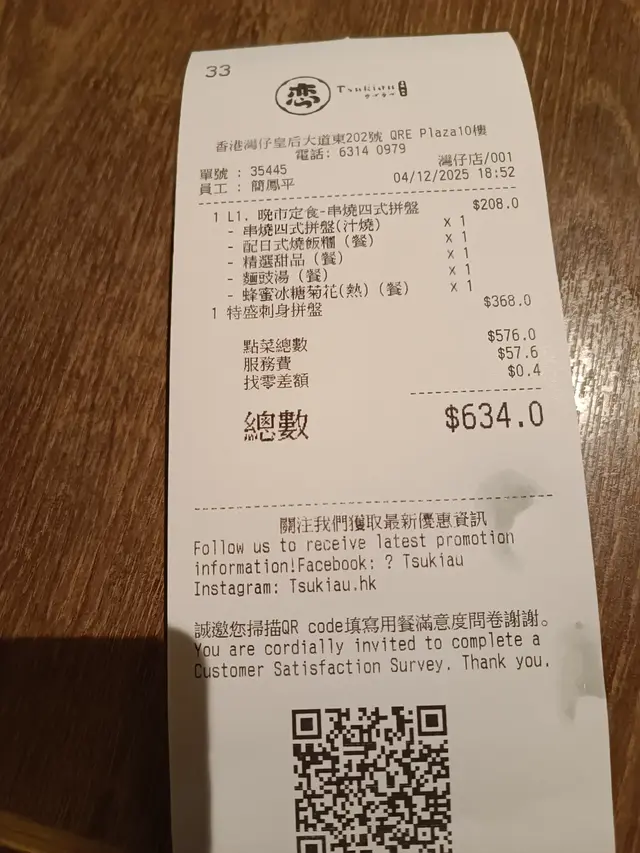 33
恋 Tsukiau
香港灣仔皇后大道東202號 QRE Plaza10樓
電話: 6314 0979
單號 : 35445 灣仔店/001
員工 : 簡鳳平 04/12/2025 18:52
1 L1. 晚市定食-串燒四式拼盤 $208.0
- 串燒四式拼盤(汁燒) x 1
- 配日式燒飯糰 (餐) x 1
- 精選甜品 (餐) x 1
- 麵豉湯 (餐) x 1
- 蜂蜜冰糖菊花(熱) (餐) x 1
1 特盛刺身拼盤 $368.0
點菜總數 $576.0
服務費 $57.6
找零差額 $0.4
總數 $634.0
關注我們獲取最新優惠資訊
Follow us to receive latest promotion
information!Facebook: ? Tsukiau
Instagram: Tsukiau.hk
誠邀您掃描QR code填寫用餐滿意度問卷謝謝。
You are cordially invited to complete a
Customer Satisfaction Survey. Thank you.